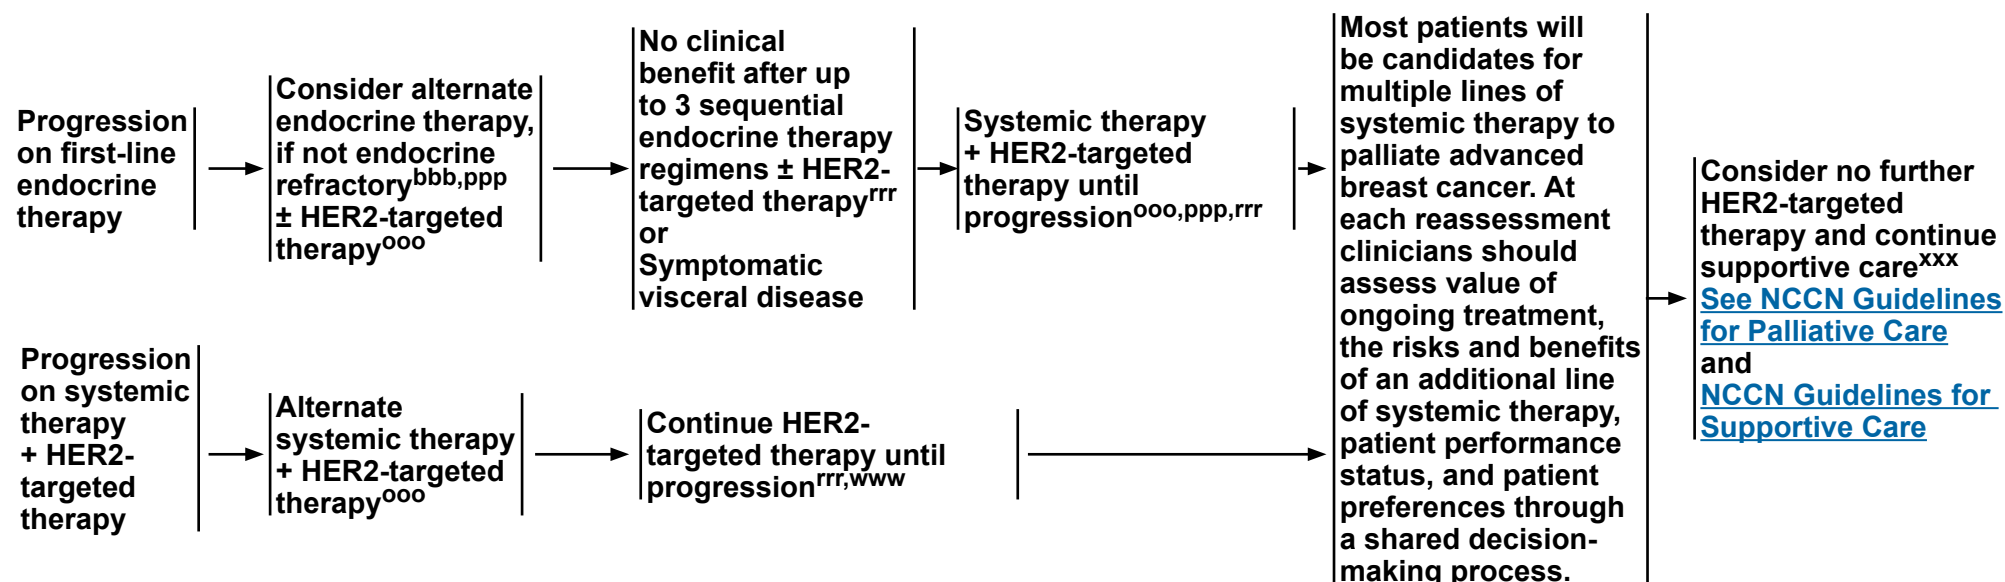 Progression
on first-line
endocrine
therapy
Consider alternate
endocrine therapy,
if not endocrine
refractorybbb,ppp
± HER2-targeted
therapyooo
No clinical
benefit after up
to 3 sequential
endocrine therapy
regimens ± HER2-
targeted therapyrrr
or
Symptomatic
visceral disease
Systemic therapy
+ HER2-targeted
therapy until
progressionooo,ppp,rrr
Progression
on systemic
therapy
+ HER2-
targeted
therapy
Alternate
systemic therapy
+ HER2-targeted
therapyooo
Continue HER2-
targeted therapy until
progressionrrr,www
Most patients will
be candidates for
multiple lines of
systemic therapy to
palliate advanced
breast cancer. At
each reassessment
clinicians should
assess value of
ongoing treatment,
the risks and benefits
of an additional line
of systemic therapy,
patient performance
status, and patient
preferences through
a shared decision-
making process.
Consider no further
HER2-targeted
therapy and continue
supportive carexxx
See NCCN Guidelines
for Palliative Care
and
NCCN Guidelines for
Supportive Care